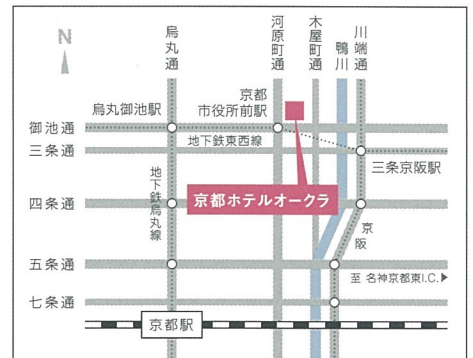 N
烏丸通
河原町通
木屋町通
鴨川
川端通
烏丸御池駅
京都
市役所前駅
御池通
地下鉄東西線
三条通
三条京阪駅
地下鉄烏丸線
京都ホテルオークラ
四条通
京阪
五条通
至 名神京都東I.C.▶
七条通
京都駅